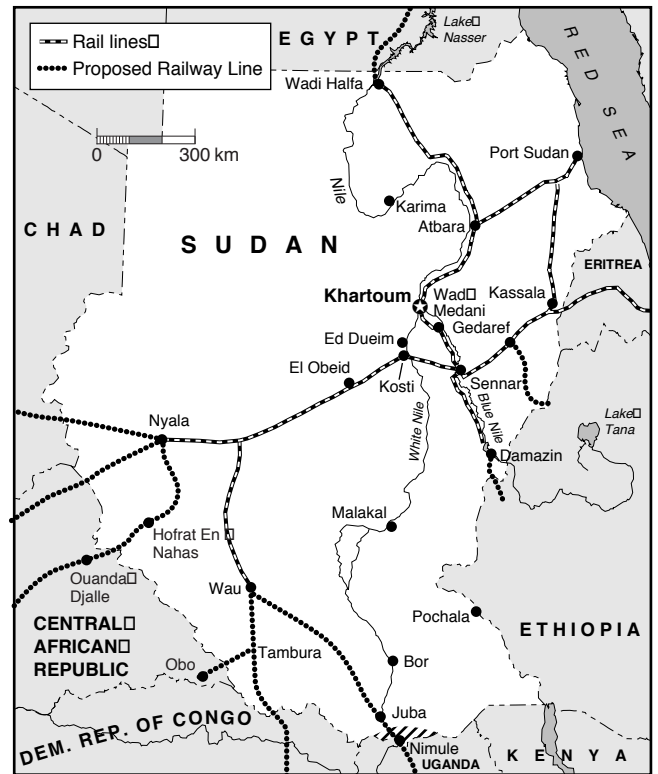 Rail lines
Proposed Railway Line
0 300 km
EGYPT
Lake
Nasser
RED SEA
Wadi Halfa
Port Sudan
Nile
Karima
Atbara
CHAD
SUDAN
ERITREA
Khartoum
Wad
Medani
Kassala
Gedaref
Ed Dueim
El Obeid
Kosti
Sennar
White Nile
Blue Nile
Lake
Tana
Nyala
Damazin
Malakal
Hofrat En
Nahas
Ouanda
Djalle
Wau
CENTRAL
AFRICAN
REPUBLIC
Pochala
ETHIOPIA
Tambura
Obo
Bor
Juba
DEM. REP. OF CONGO
Nimule
UGANDA
KENYA